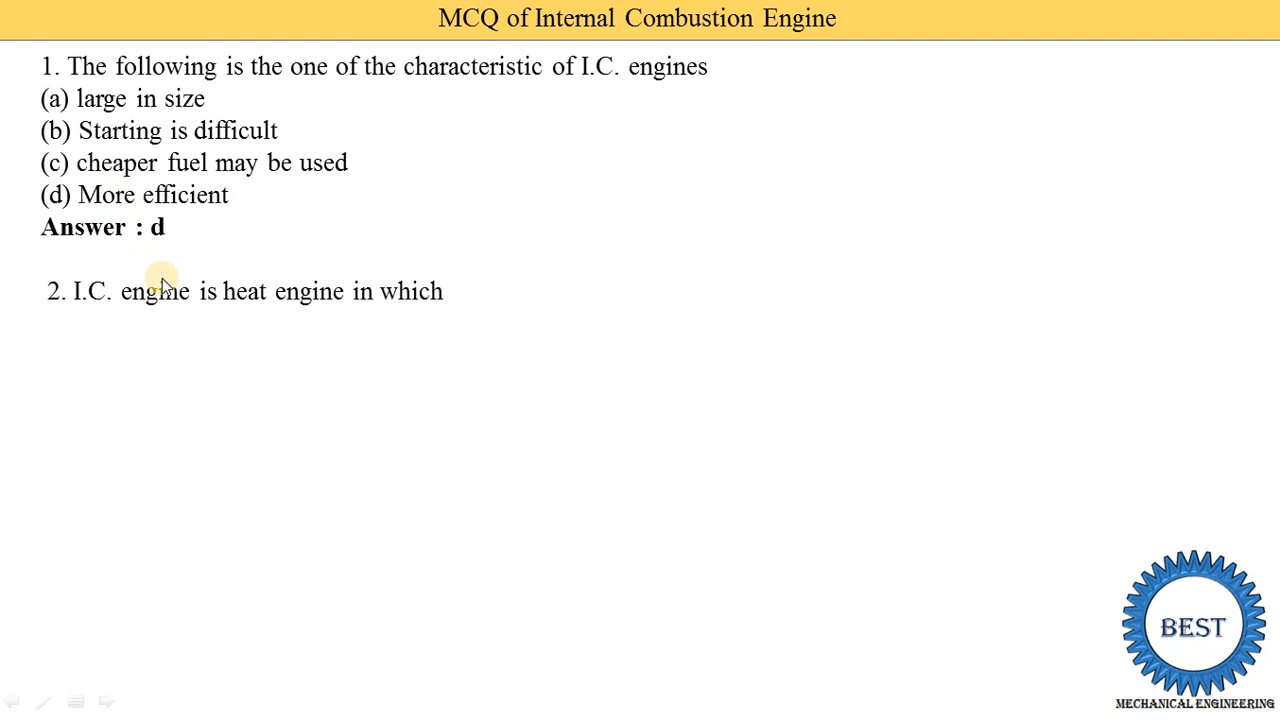 MCQ of Internal Combustion Engine
1. The following is the one of the characteristic of I.C. engines
(a) large in size
(b) Starting is difficult
(c) cheaper fuel may be used
(d) More efficient
Answer : d
2. I.C. engine is heat engine in which
BEST
MECHANICAL ENGINEERING